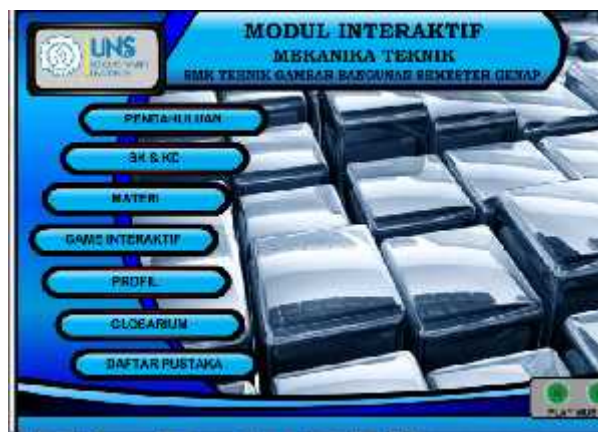 MODUL INTERAKTIF
MEKANIKA TEKNIK
SMK TEKNIK GAMBAR BANGUNAN SEMESTER GENAP
UNS
PENDAHULUAN
SK & KD
MATERI
GAME INTERAKTIF
PROFIL
GLOSARIUM
DAFTAR PUSTAKA